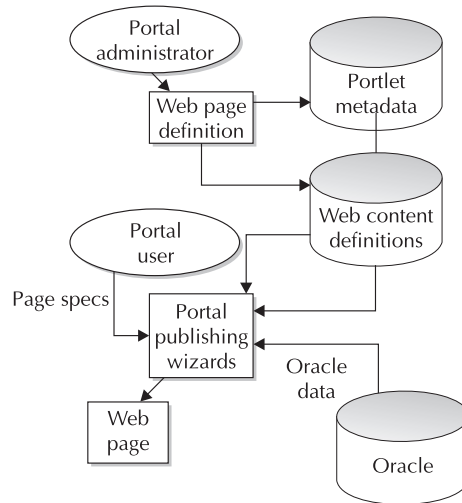 Portal
administrator
Portlet
metadata
Web page
definition
Web content
definitions
Portal
user
Page specs
Portal
publishing
wizards
Oracle
data
Web
page
Oracle